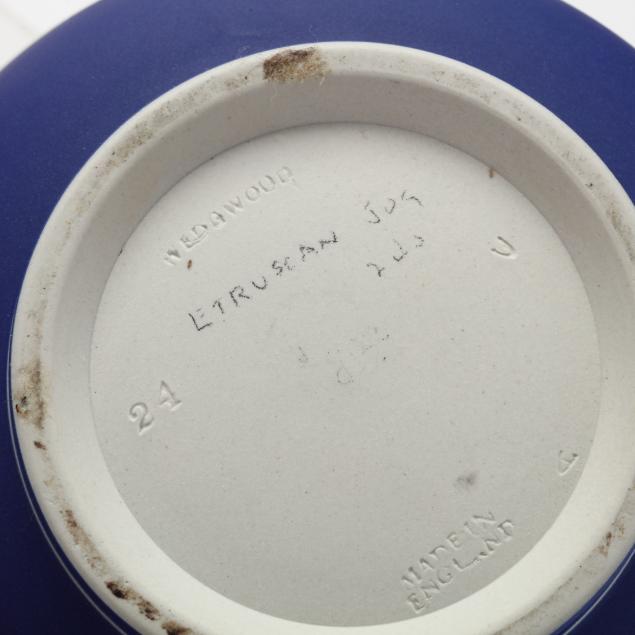 WEDGWOOD
ETRUSCAN JUG
U
24
MADE IN
ENGLAND